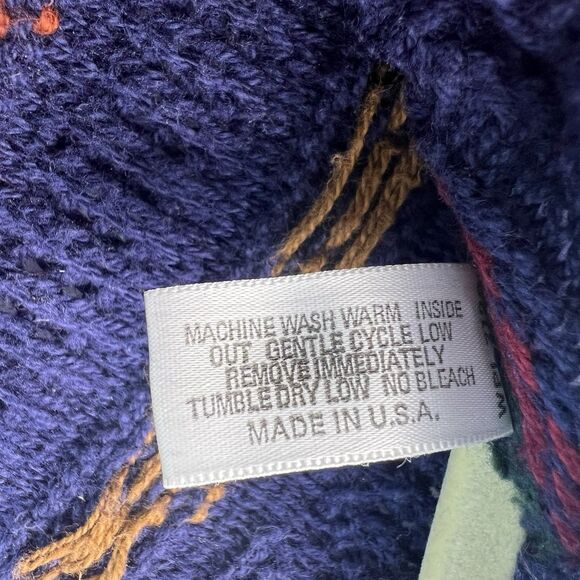 MACHINE WASH WARM INSIDE
OUT GENTLE CYCLE LOW
REMOVE IMMEDIATELY
TUMBLE DRY LOW NO BLEACH
MADE IN U.S.A.